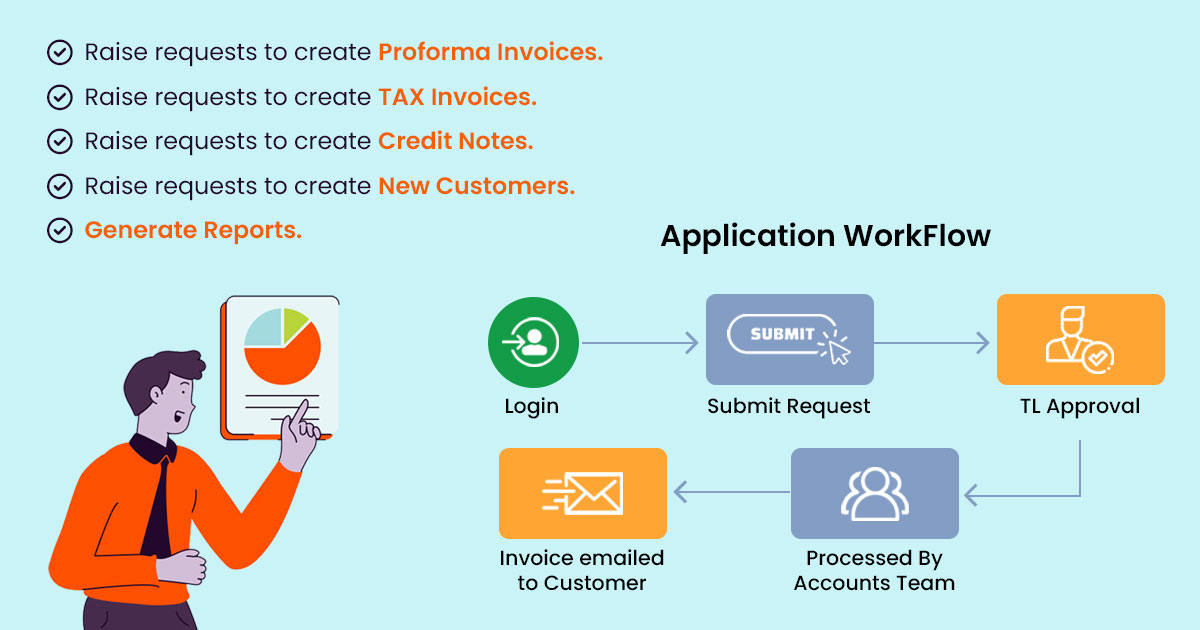 Raise requests to create Proforma Invoices.
Raise requests to create TAX Invoices.
Raise requests to create Credit Notes.
Raise requests to create New Customers.
Generate Reports.
Application WorkFlow
SUBMIT
Login
Submit Request
TL Approval
Invoice emailed
to Customer
Processed By
Accounts Team